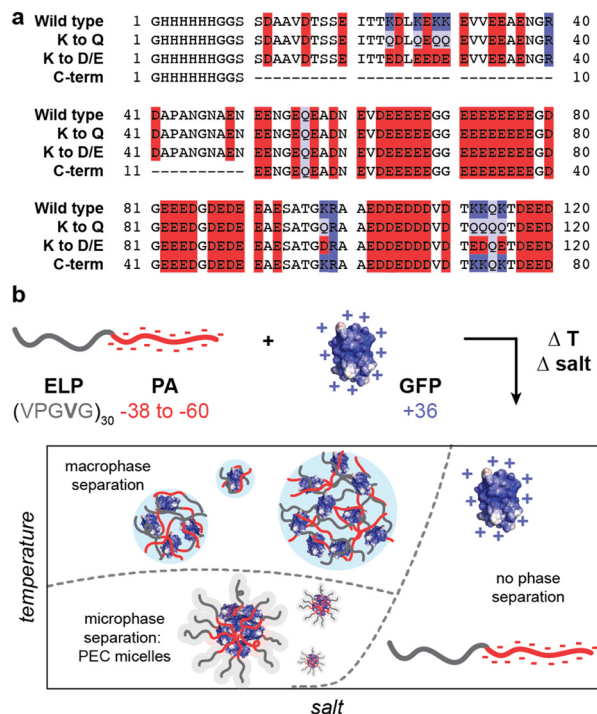 a
Wild type 1 GHHHHHHGGS SDAAVDTSSE ITTKDLKEKK EVVEEAENGR 40
K to Q 1 GHHHHHHGGS SDAAVDTSSE ITTQDLQEQQ EVVEEAENGR 40
K to D/E 1 GHHHHHHGGS SDAAVDTSSE ITTEDLEEDE EVVEEAENGR 40
C-term 1 GHHHHHHGGS ---------- ---------- ---------- 10
Wild type 41 DAPANGNAEN EENGEQEADN EVDEEEEEGG EEEEEEEEGD 80
K to Q 41 DAPANGNAEN EENGEQEADN EVDEEEEEGG EEEEEEEEGD 80
K to D/E 41 DAPANGNAEN EENGEQEADN EVDEEEEEGG EEEEEEEEGD 80
C-term 11 ---------- EENGEQEADN EVDEEEEEGG EEEEEEEEGD 40
Wild type 81 GEEEDGDEDE EAESATGKRA AEDDEDDDVD TKKQKTDEED 120
K to Q 81 GEEEDGDEDE EAESATGQRA AEDDEDDDVD TQQQQTDEED 120
K to D/E 81 GEEEDGDEDE EAESATGDRA AEDDEDDDVD TEDQETDEED 120
C-term 41 GEEEDGDEDE EAESATGKRA AEDDEDDDVD TKKQKTDEED 80
b
+
Δ T
Δ salt
ELP PA GFP
(VPGVG)30 -38 to -60 +36
macrophase
separation
no phase
separation
microphase
separation:
PEC micelles
temperature
salt